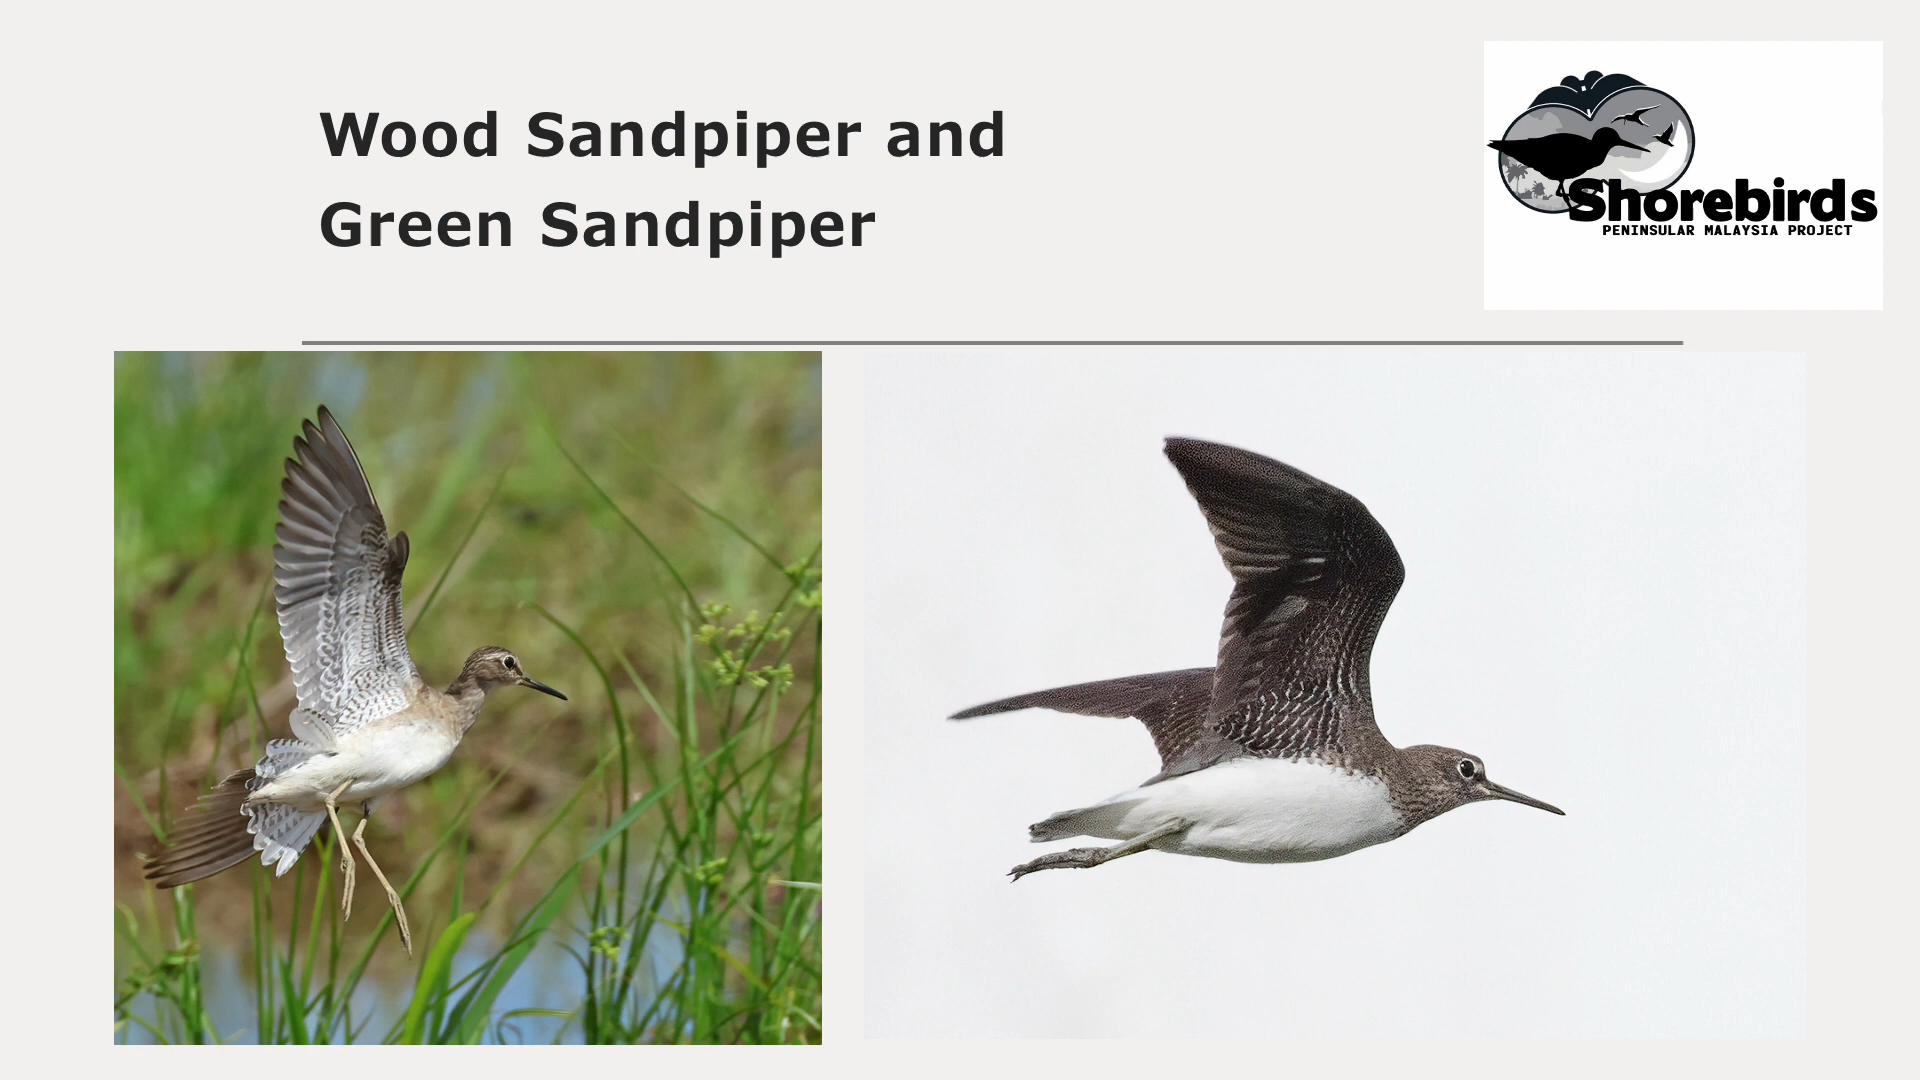 Wood Sandpiper and
Green Sandpiper
Shorebirds
PENINSULAR MALAYSIA PROJECT